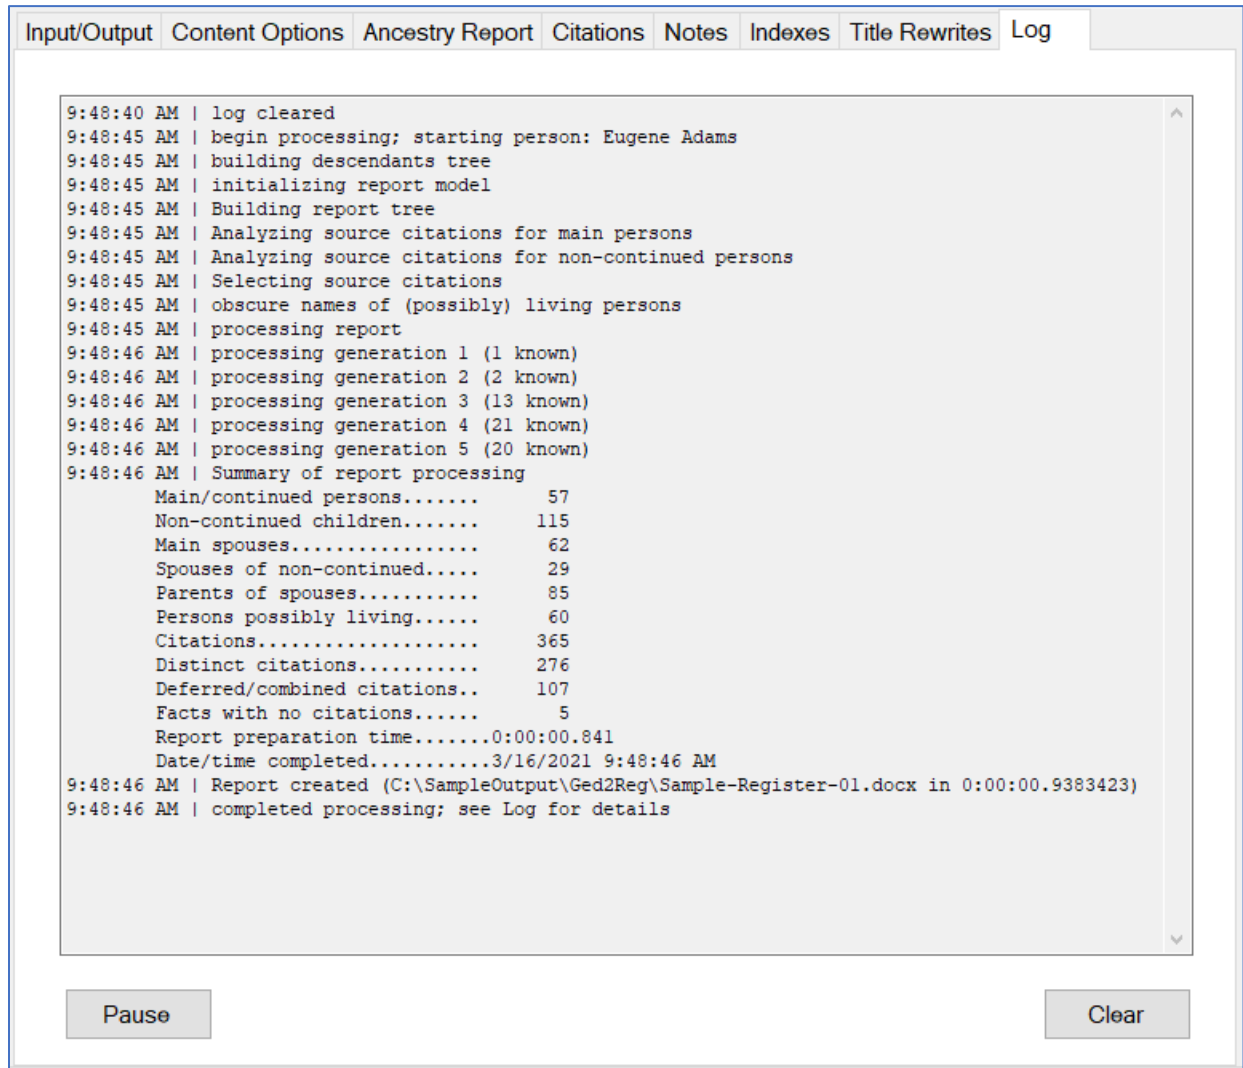 Input/Output Content Options Ancestry Report Citations Notes Indexes Title Rewrites Log
9:48:40 AM | log cleared
9:48:45 AM | begin processing; starting person: Eugene Adams
9:48:45 AM | building descendants tree
9:48:45 AM | initializing report model
9:48:45 AM | Building report tree
9:48:45 AM | Analyzing source citations for main persons
9:48:45 AM | Analyzing source citations for non-continued persons
9:48:45 AM | Selecting source citations
9:48:45 AM | obscure names of (possibly) living persons
9:48:45 AM | processing report
9:48:46 AM | processing generation 1 (1 known)
9:48:46 AM | processing generation 2 (2 known)
9:48:46 AM | processing generation 3 (13 known)
9:48:46 AM | processing generation 4 (21 known)
9:48:46 AM | processing generation 5 (20 known)
9:48:46 AM | Summary of report processing
Main/continued persons....... 57
Non-continued children....... 115
Main spouses................. 62
Spouses of non-continued..... 29
Parents of spouses........... 85
Persons possibly living...... 60
Citations.................... 365
Distinct citations........... 276
Deferred/combined citations.. 107
Facts with no citations...... 5
Report preparation time.......0:00:00.841
Date/time completed...........3/16/2021 9:48:46 AM
9:48:46 AM | Report created (C:\SampleOutput\Ged2Reg\Sample-Register-01.docx in 0:00:00.9383423)
9:48:46 AM | completed processing; see Log for details
Pause Clear